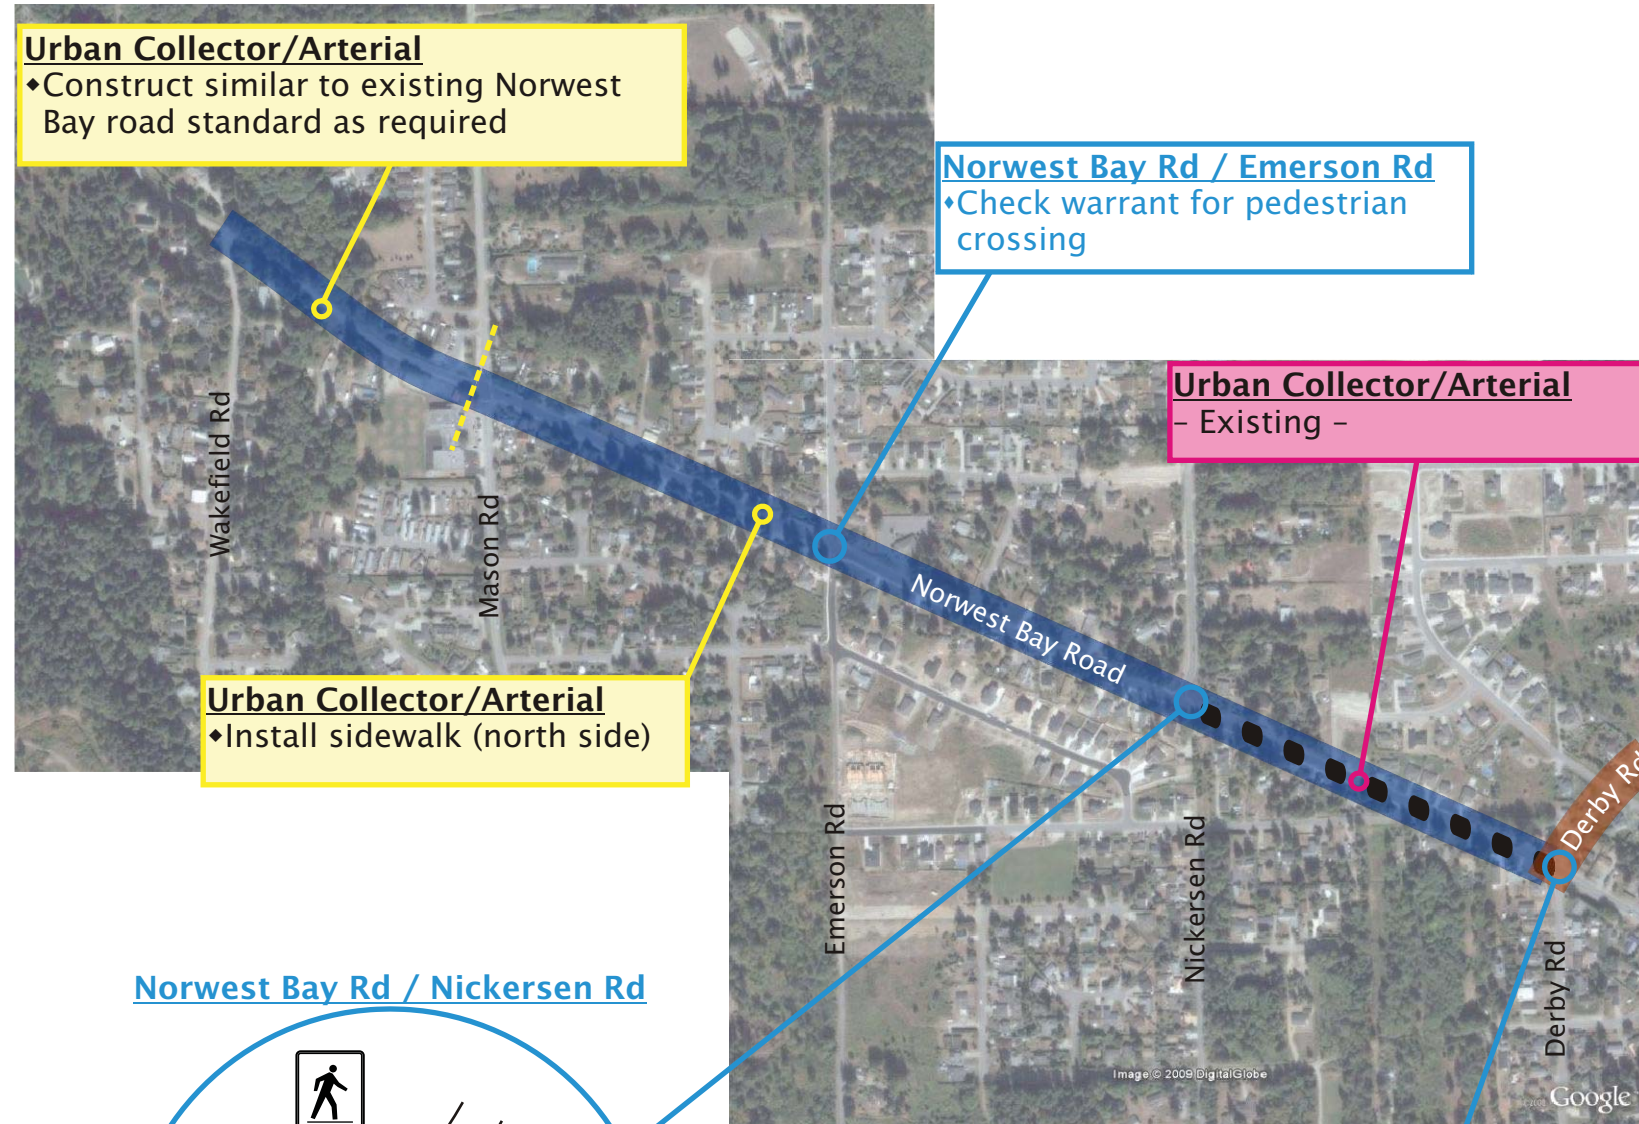 Urban Collector/Arterial
◆Construct similar to existing Norwest
Bay road standard as required
Norwest Bay Rd / Emerson Rd
◆Check warrant for pedestrian
crossing
Urban Collector/Arterial
– Existing –
Wakefield Rd
Mason Rd
Norwest Bay Road
Urban Collector/Arterial
◆Install sidewalk (north side)
Derby Rd
Emerson Rd
Nickersen Rd
Derby Rd
Norwest Bay Rd / Nickersen Rd
Image © 2009 DigitalGlobe
Google